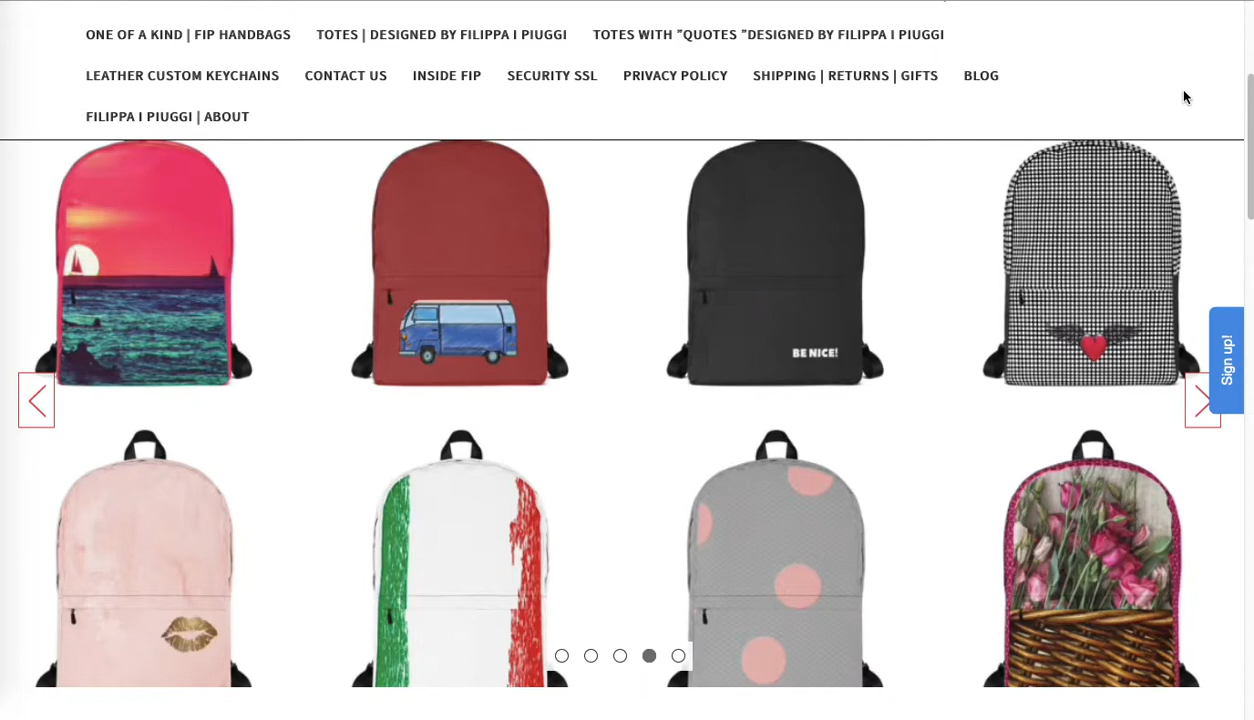 ONE OF A KIND | FIP HANDBAGS TOTES | DESIGNED BY FILIPPA I PIUGGI TOTES WITH "QUOTES "DESIGNED BY FILIPPA I PIUGGI
LEATHER CUSTOM KEYCHAINS CONTACT US INSIDE FIP SECURITY SSL PRIVACY POLICY SHIPPING | RETURNS | GIFTS BLOG
FILIPPA I PIUGGI | ABOUT
BE NICE!
Sign up!